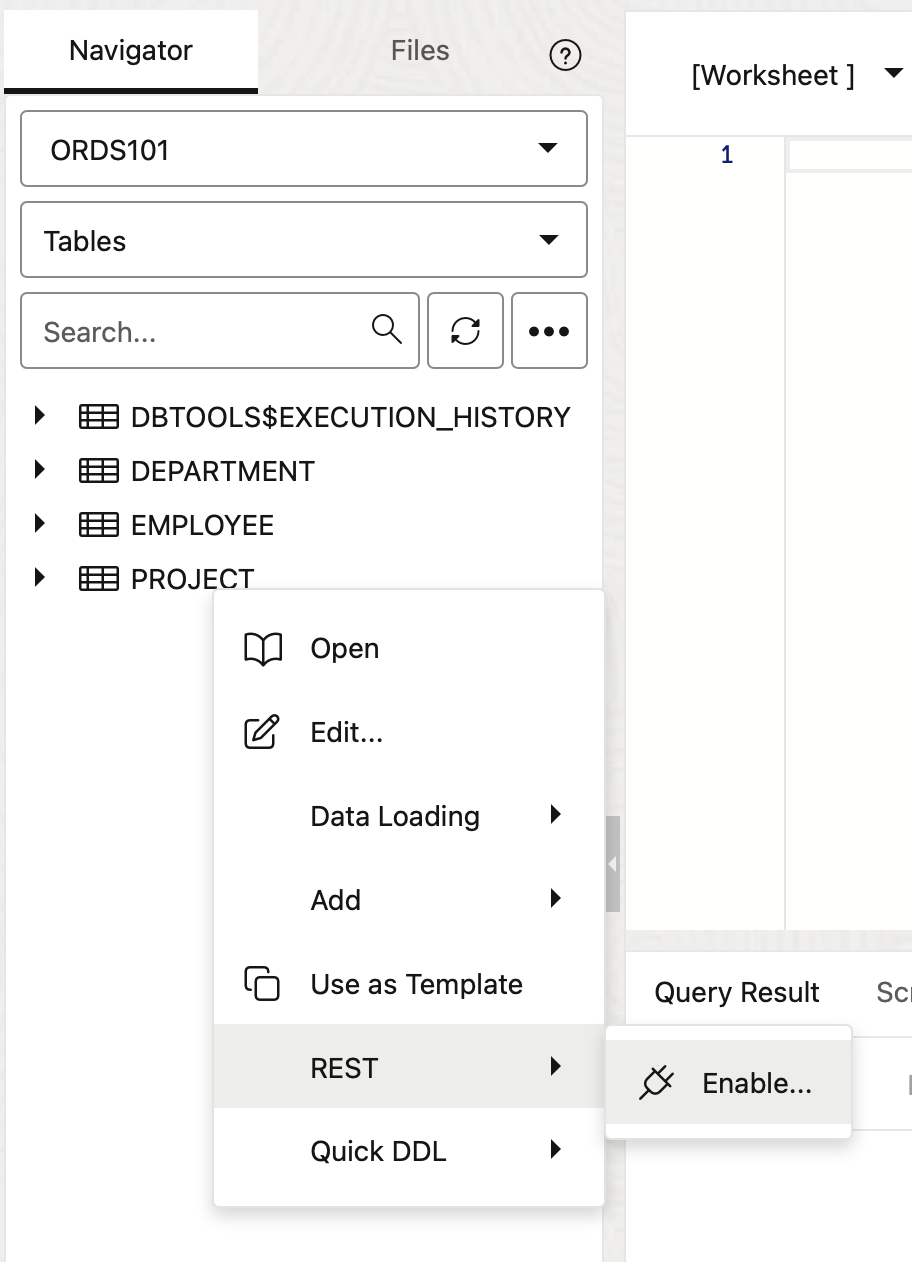 Navigator Files ?
[Worksheet ]
ORDS101
1
Tables
Search...
DBTOOLS$EXECUTION_HISTORY
DEPARTMENT
EMPLOYEE
PROJECT
Open
Edit...
Data Loading
Add
Use as Template
Query Result
REST
Enable...
Quick DDL